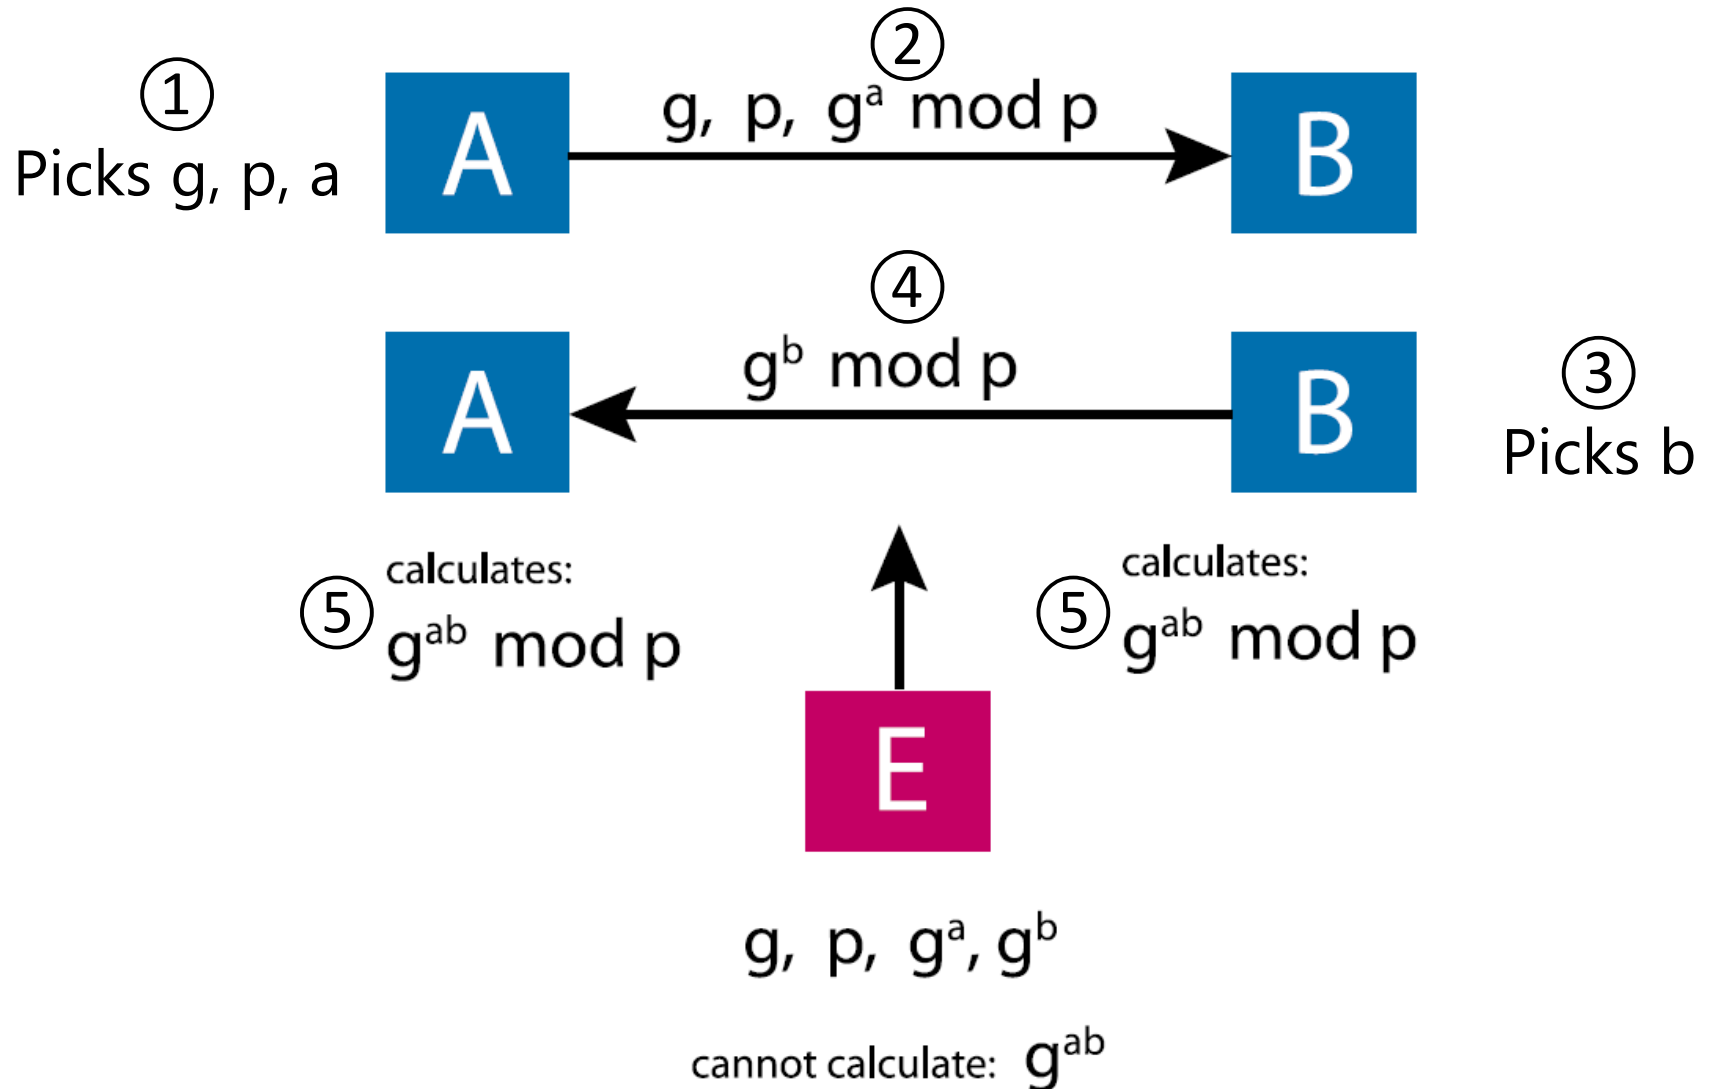 ①
Picks g, p, a
A
②
g, p, gᵃ mod p
B
A
④
gᵇ mod p
B
③
Picks b
⑤
calculates:
gᵃᵇ mod p
⑤
calculates:
gᵃᵇ mod p
E
g, p, gᵃ, gᵇ
cannot calculate: gᵃᵇ